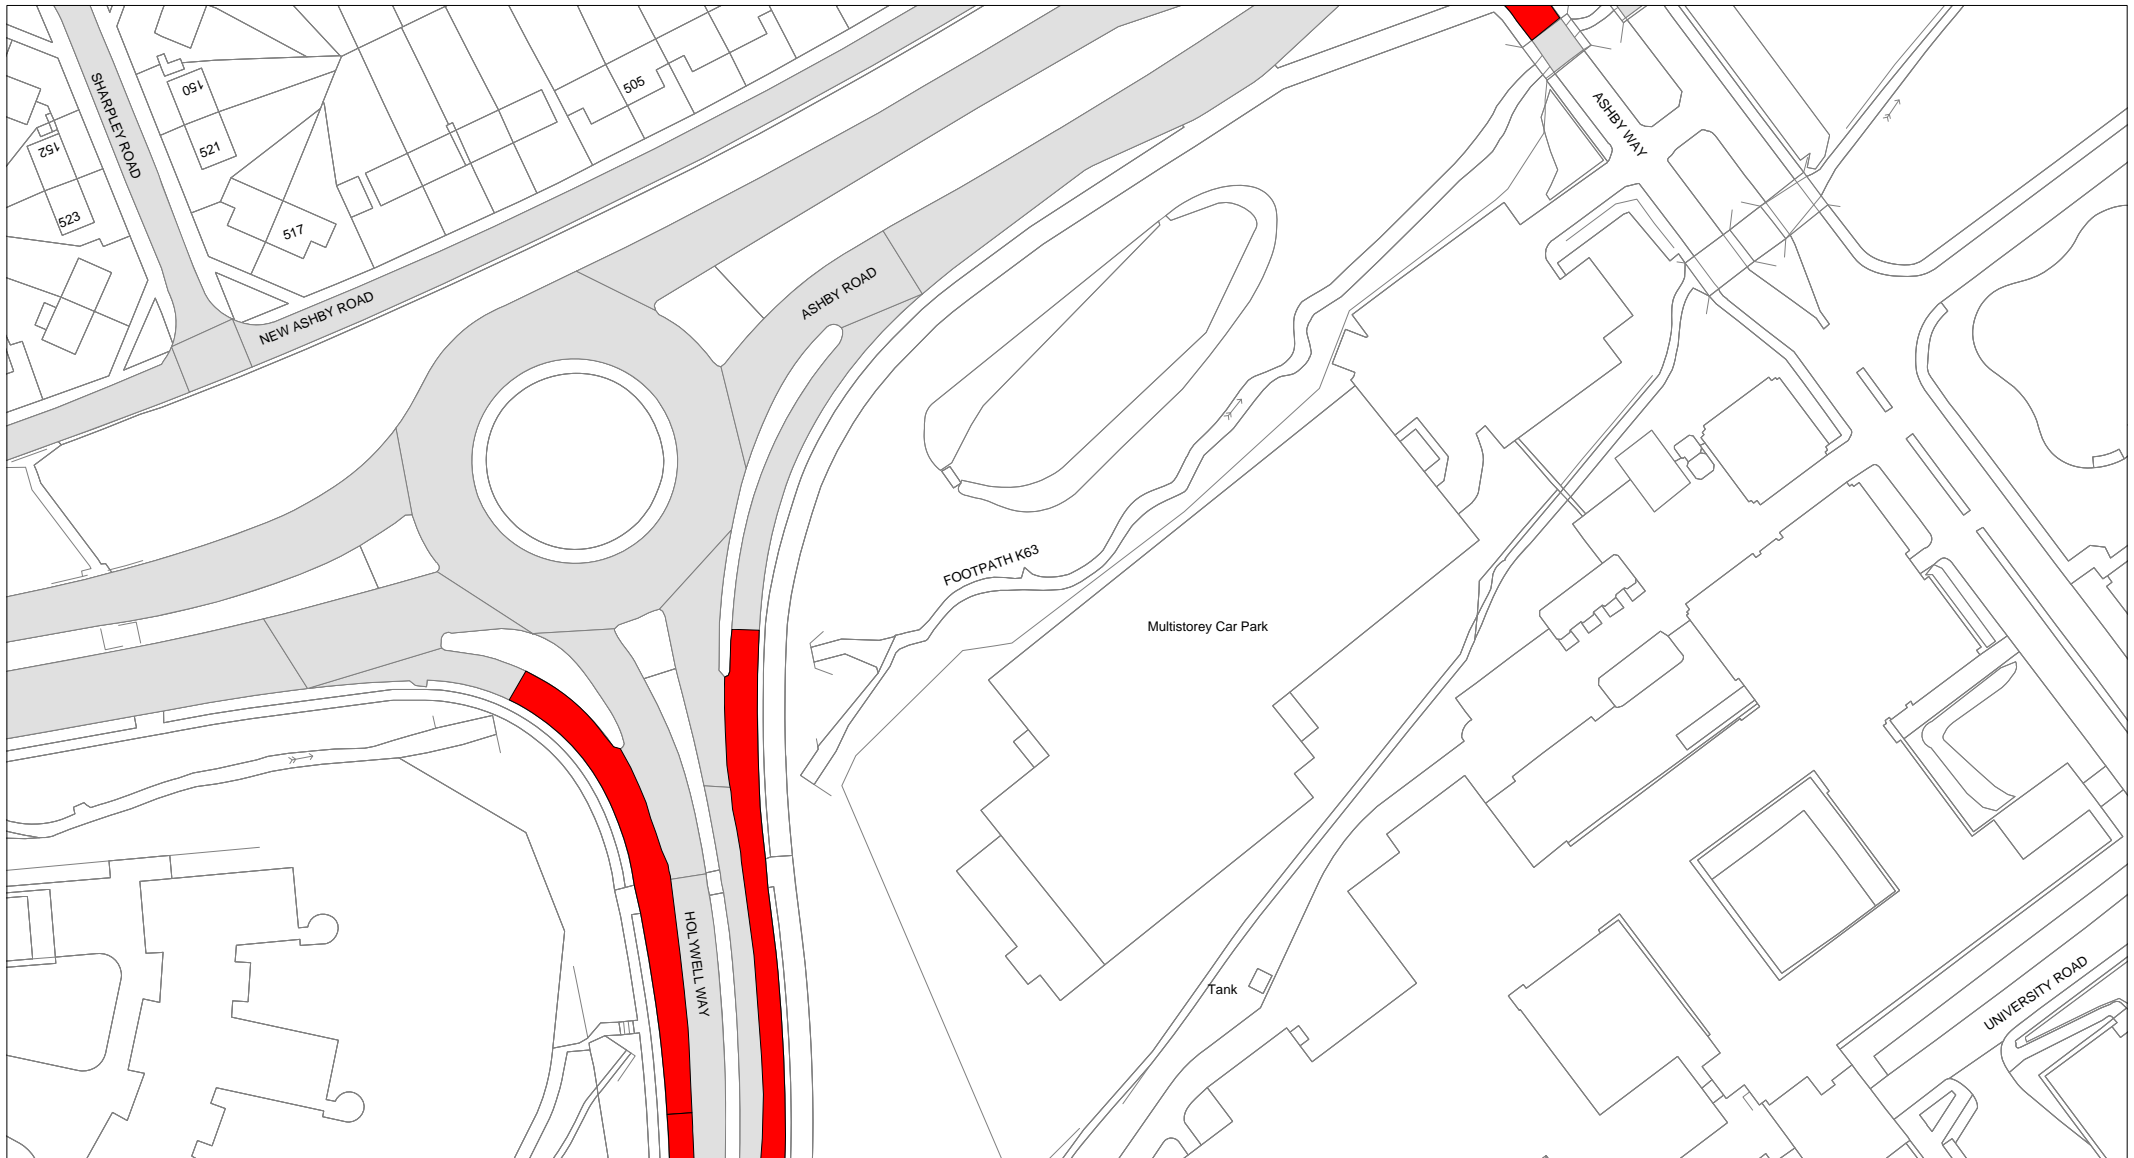 505
150
SHARPLEY ROAD
521
152
523
517
ASHBY WAY
ASHBY ROAD
NEW ASHBY ROAD
FOOTPATH K63
Multistorey Car Park
HOLYWELL WAY
Tank
UNIVERSITY ROAD